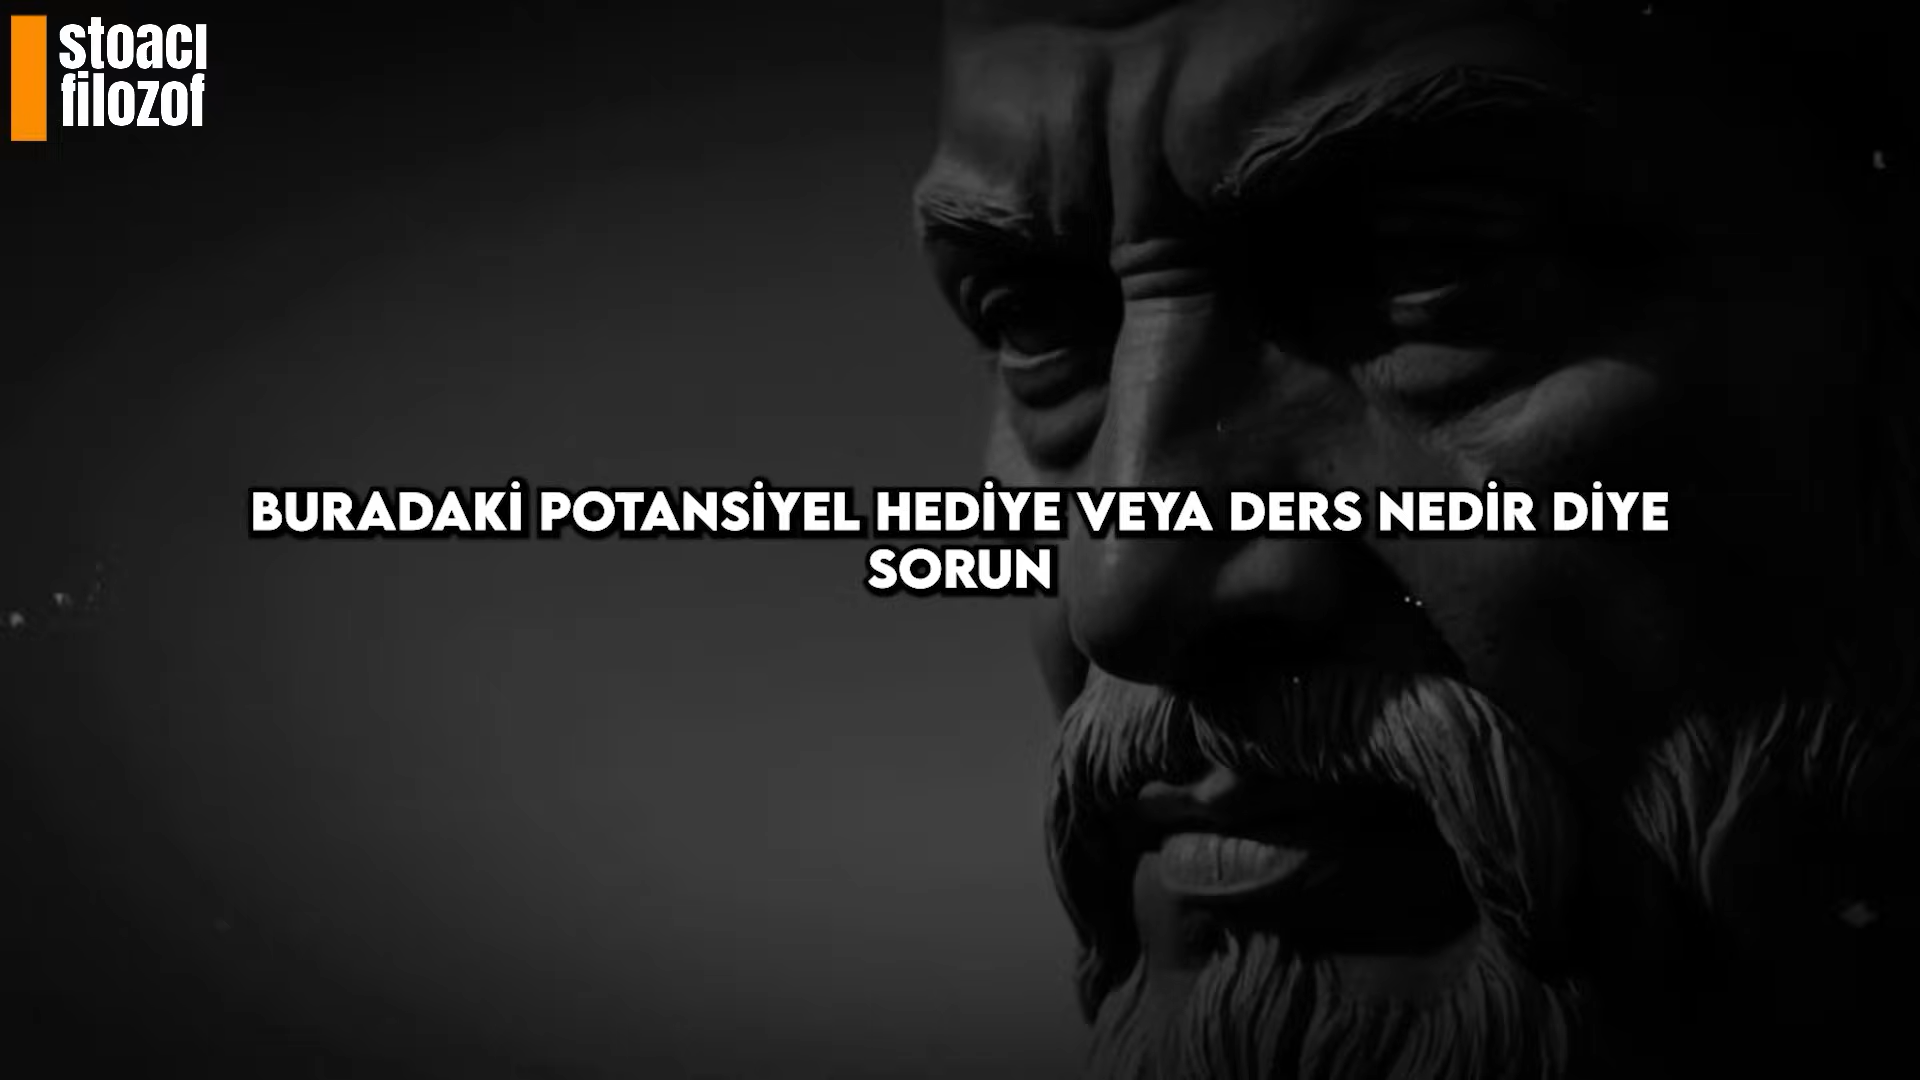 stoacı
filozof
BURADAKİ POTANSİYEL HEDİYE VEYA DERS NEDİR DİYE
SORUN